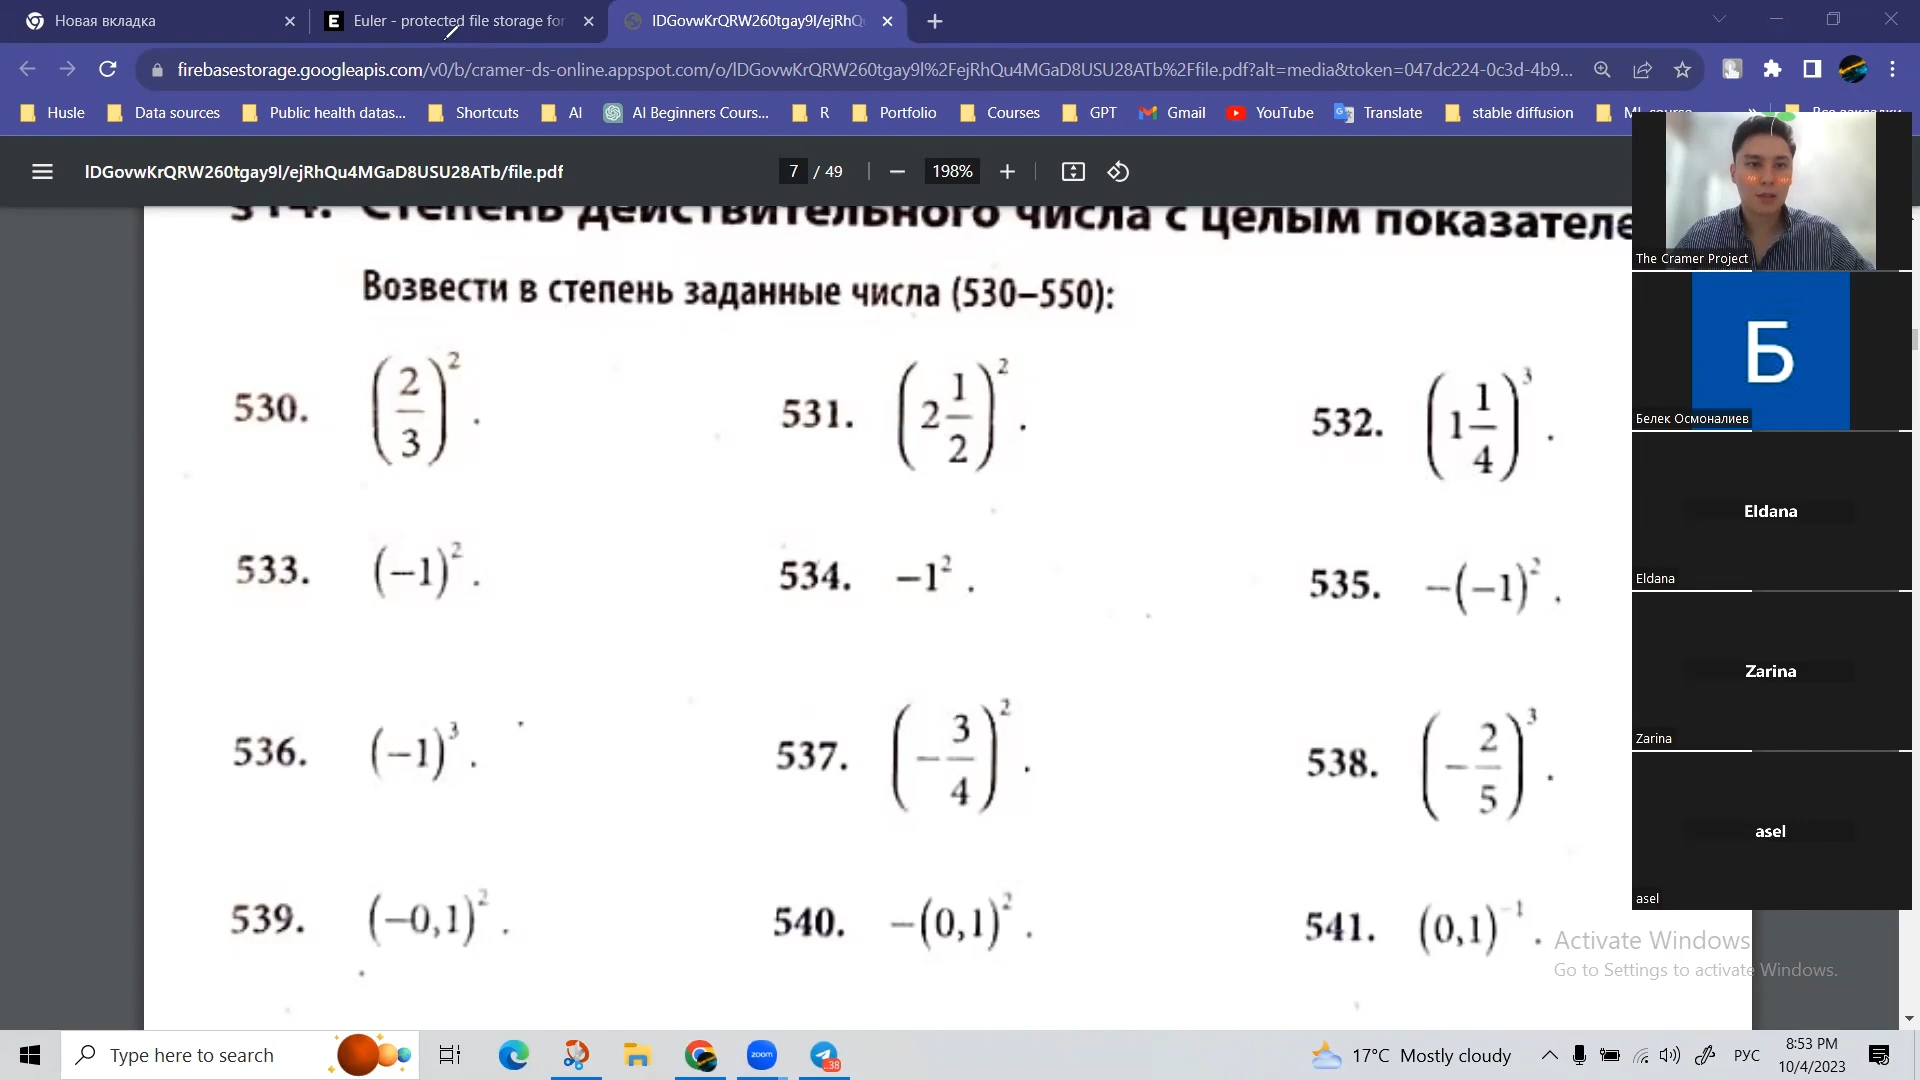 Новая вкладка
Euler - protected file storage for
lDGovwKrQRW260tgay9l/ejRhQu
firebasestorage.googleapis.com/v0/b/cramer-ds-online.appspot.com/o/lDGovwKrQRW260tgay9l%2FejRhQu4MGaD8USU28ATb%2Ffile.pdf?alt=media&token=047dc224-0c3d-4b9...
Husle
Data sources
Public health datas...
Shortcuts
AI
AI Beginners Cours...
R
Portfolio
Courses
GPT
Gmail
YouTube
Translate
stable diffusion
lDGovwKrQRW260tgay9l/ejRhQu4MGaD8USU28ATb/file.pdf
7 / 49
198%
Степень действительного числа с целым показателе
Возвести в степень заданные числа (530–550):
530. (2/3)².
531. (2 1/2)².
532. (1 1/4)³.
533. (−1)².
534. −1².
535. −(−1)².
536. (−1)³.
537. (−3/4)².
538. (−2/5)³.
539. (−0,1)².
540. −(0,1)².
541. (0,1)⁻¹.
The Cramer Project
Б
Белек Осмоналиев
Eldana
Eldana
Zarina
Zarina
asel
asel
Activate Windows
Go to Settings to activate Windows.
Type here to search
zoom
38
17°C Mostly cloudy
РУС
8:53 PM
10/4/2023